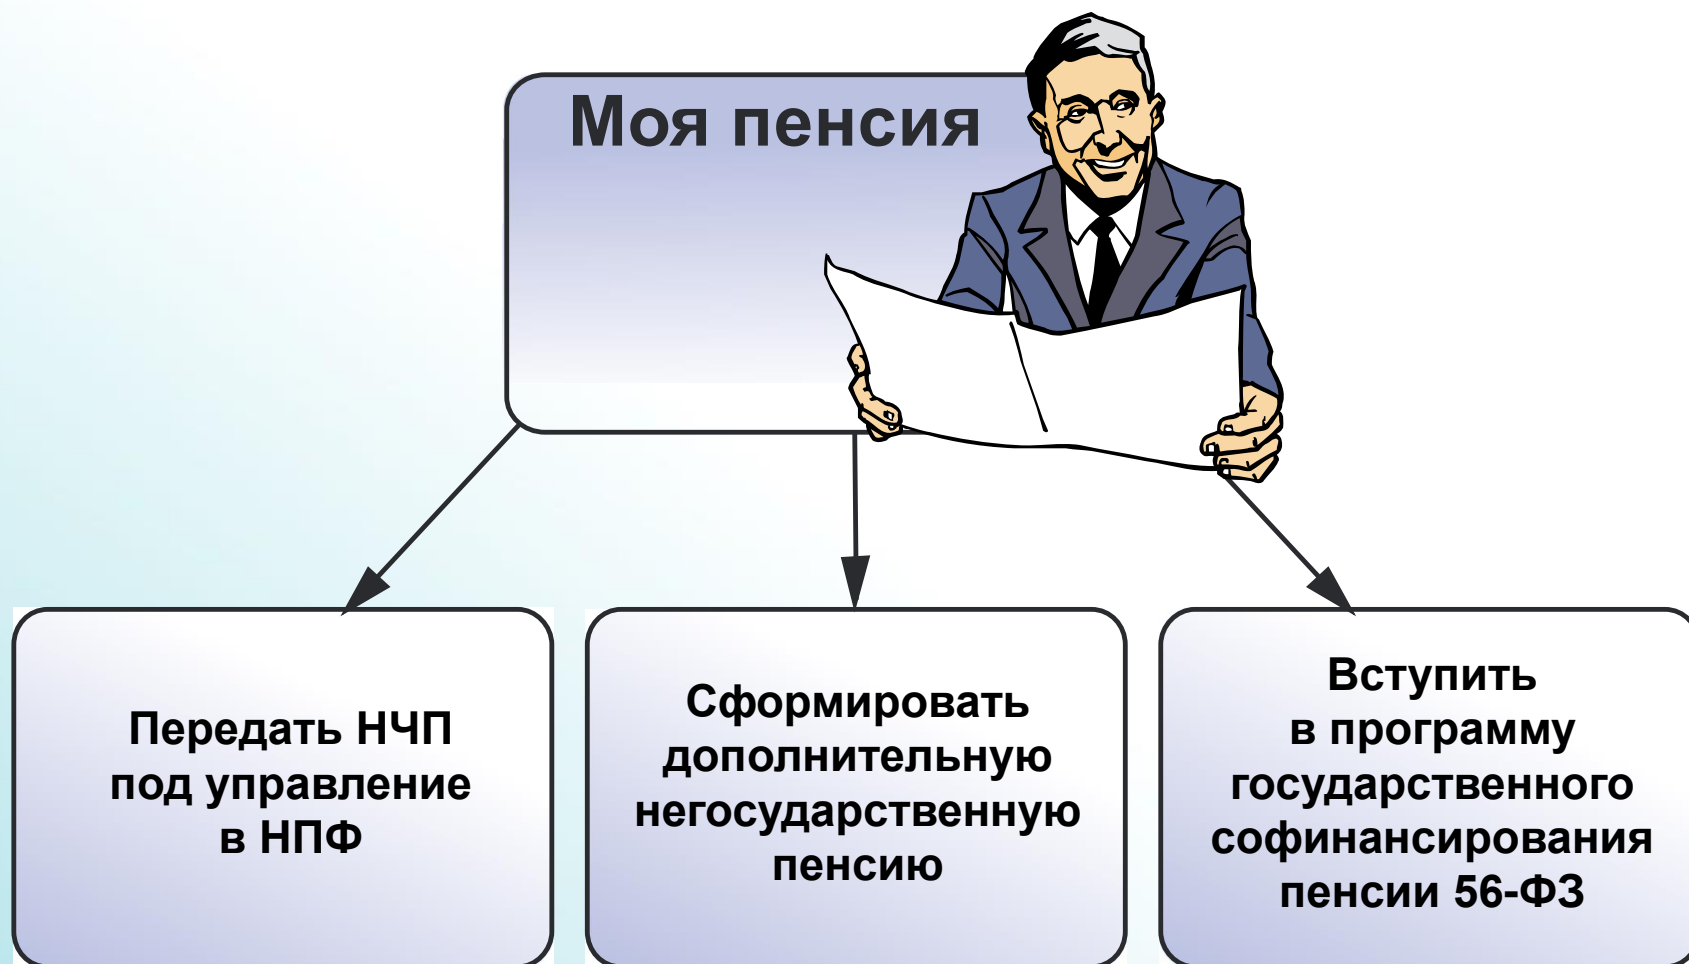 Моя пенсия
Передать НЧП
под управление
в НПФ
Сформировать
дополнительную
негосударственную
пенсию
Вступить
в программу
государственного
софинансирования
пенсии 56-ФЗ